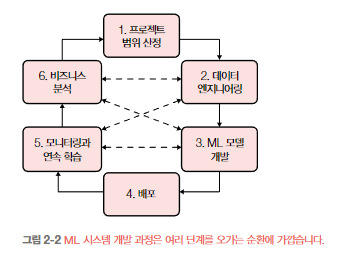 1. 프로젝트
범위 산정
6. 비즈니스
분석
2. 데이터
엔지니어링
5. 모니터링과
연속 학습
3. ML 모델
개발
4. 배포
그림 2-2 ML 시스템 개발 과정은 여러 단계를 오가는 순환에 가깝습니다.